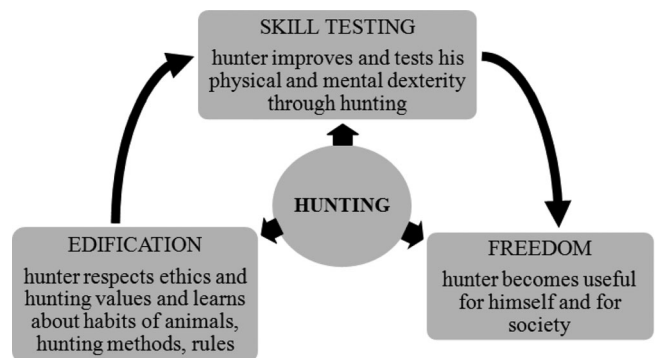 SKILL TESTING
hunter improves and tests his
physical and mental dexterity
through hunting
HUNTING
EDIFICATION
hunter respects ethics and
hunting values and learns
about habits of animals,
hunting methods, rules
FREEDOM
hunter becomes useful
for himself and for
society